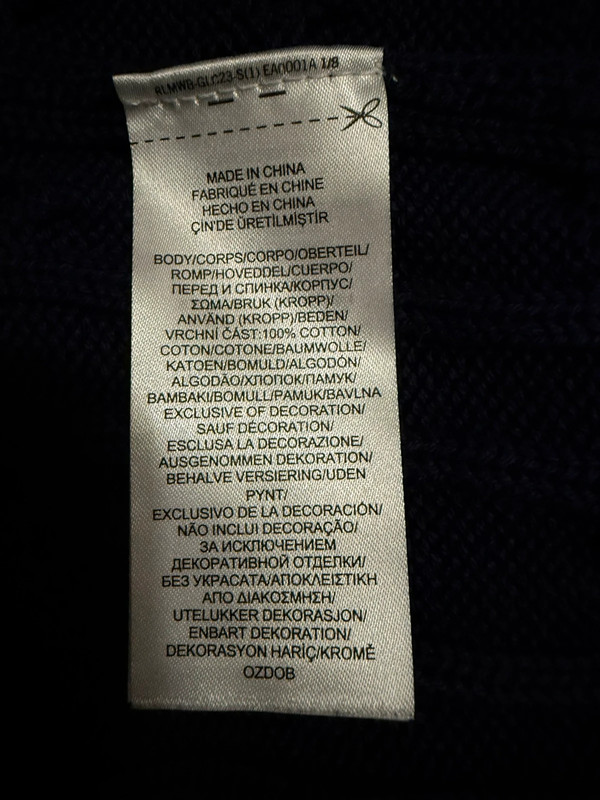 RLMWB-GLC23-S(1) EA0001A 1/8
MADE IN CHINA
FABRIQUÉ EN CHINE
HECHO EN CHINA
ÇIN'DE ÜRETİLMİŞTİR
BODY/CORPS/CORPO/OBERTEIL/
ROMP/HOVEDDEL/CUERPO/
ПЕРЕД И СПИНКА/КОРПУС/
ΣΩΜΑ/BRUK (KROPP)/
ANVÄND (KROPP)/BEDEN/
VRCHNÍ ČÁST:100% COTTON/
COTON/COTONE/BAUMWOLLE/
KATOEN/BOMULD/ALGODÓN/
ALGODÃO/ХЛОПОК/ПАМУК/
BAMBAKI/BOMULL/PAMUK/BAVLNA
EXCLUSIVE OF DECORATION/
SAUF DÉCORATION/
ESCLUSA LA DECORAZIONE/
AUSGENOMMEN DEKORATION/
BEHALVE VERSIERING/UDEN
PYNT/
EXCLUSIVO DE LA DECORACIÓN/
NÃO INCLUI DECORAÇÃO/
ЗА ИСКЛЮЧЕНИЕМ
ДЕКОРАТИВНОЙ ОТДЕЛКИ/
БЕЗ УКРАСАТА/ΑΠΟΚΛΕΙΣΤΙΚΗ
ΑΠΟ ΔΙΑΚΟΣΜΗΣΗ/
UTELUKKER DEKORASJON/
ENBART DEKORATION/
DEKORASYON HARİÇ/KROMĚ
OZDOB